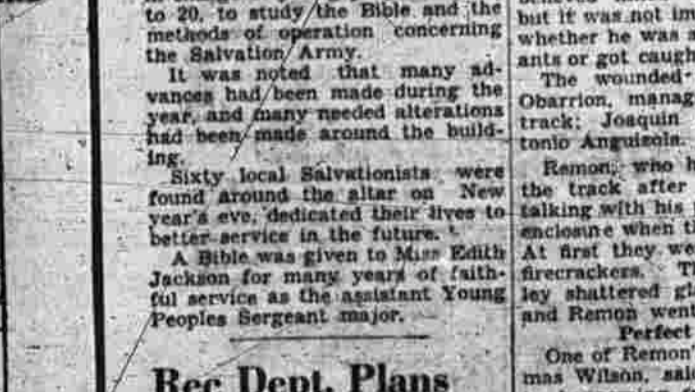 to 20, to study the Bible and the
methods of operation concerning
the Salvation Army.
It was noted that many ad-
vances had been made during the
year, and many needed alterations
had been made around the build-
ing.
Sixty local Salvationists were
found around the altar on New
year's eve, dedicated their lives to
better service in the future.
A Bible was given to Miss Edith
Jackson for many years of faith-
ful service as the assistant Young
Peoples Sergeant major.
Rec Dept. Plans
but it was not
whether he was
ants or got caugh
The wounded
Obarrion, manag
track; Joaquin
tonio Anguizola.
Remon, who
the track after
talking with his
enclosure when
At first they
firecrackers.
ley shattered
and Remon went
Perfect
One of Remon
mas Wilson,